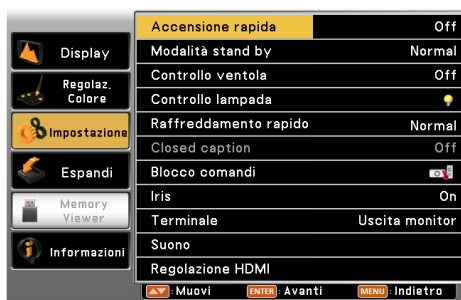 Display
Regolaz.
Colore
Impostazione
Espandi
Memory
Viewer
Informazioni
Accensione rapida Off
Modalità stand by Normal
Controllo ventola Off
Controllo lampada
Raffreddamento rapido Normal
Closed caption Off
Blocco comandi
Iris On
Terminale Uscita monitor
Suono
Regolazione HDMI
:Muovi ENTER :Avanti MENU :Indietro